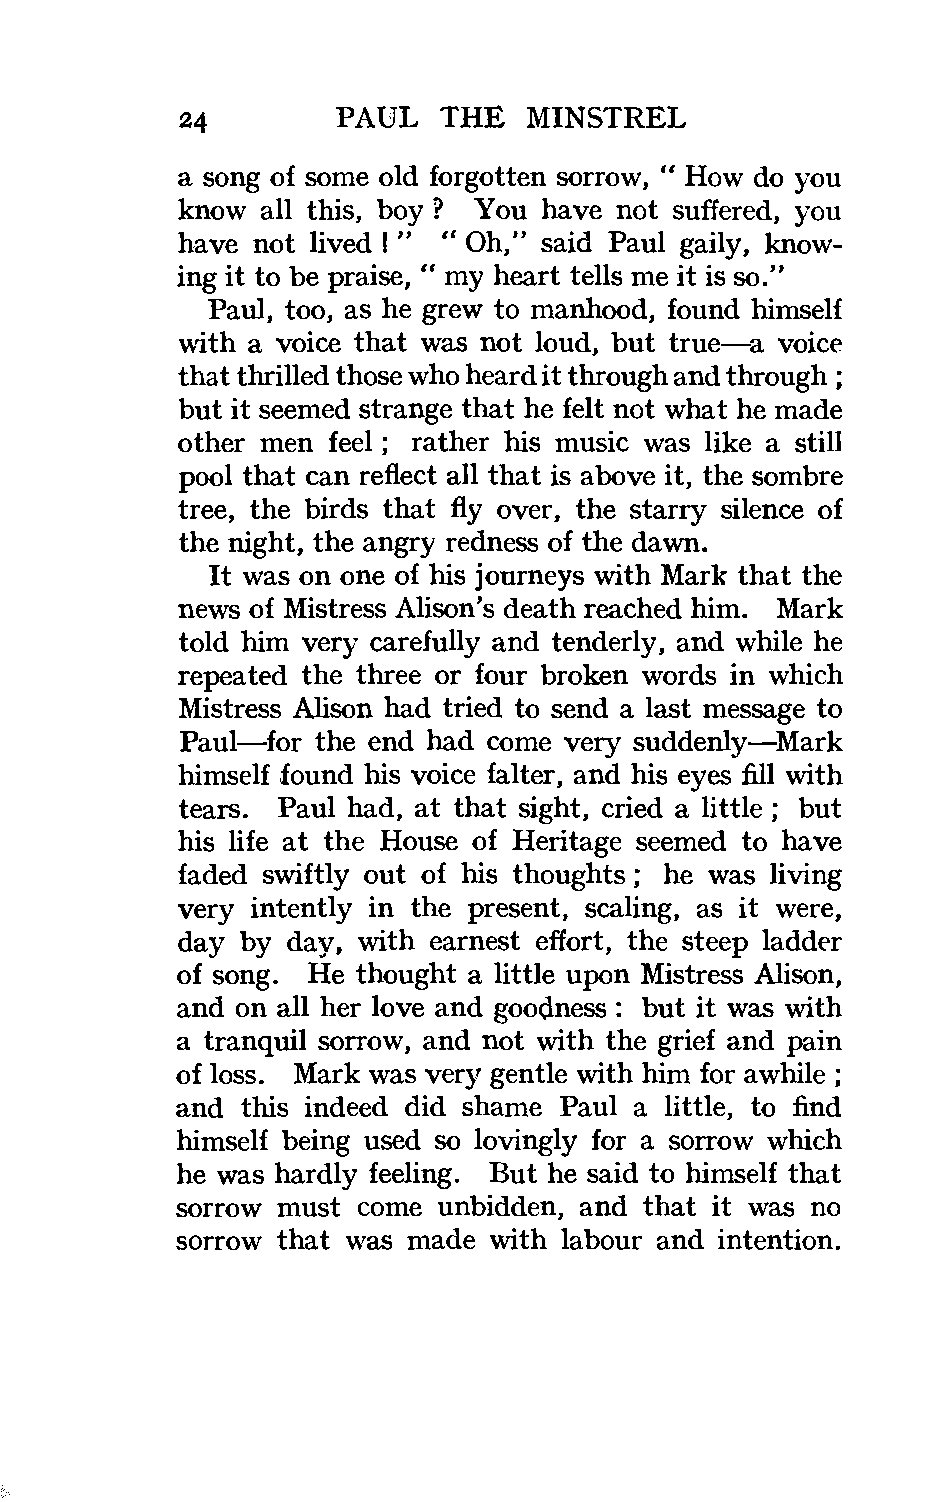 24 PAUL THE MINSTREL
a song of some old forgotten sorrow, " How do you
know all this, boy ? You have not suffered, you
have not lived ! " " Oh," said Paul gaily, know-
ing it to be praise, " my heart tells me it is so."
Paul, too, as he grew to manhood, found himself
with a voice that was not loud, but true—a voice
that thrilled those who heard it through and through ;
but it seemed strange that he felt not what he made
other men feel ; rather his music was like a still
pool that can reflect all that is above it, the sombre
tree, the birds that fly over, the starry silence of
the night, the angry redness of the dawn.
It was on one of his journeys with Mark that the
news of Mistress Alison's death reached him. Mark
told him very carefully and tenderly, and while he
repeated the three or four broken words in which
Mistress Alison had tried to send a last message to
Paul—for the end had come very suddenly—Mark
himself found his voice falter, and his eyes fill with
tears. Paul had, at that sight, cried a little ; but
his life at the House of Heritage seemed to have
faded swiftly out of his thoughts ; he was living
very intently in the present, scaling, as it were,
day by day, with earnest effort, the steep ladder
of song. He thought a little upon Mistress Alison,
and on all her love and goodness : but it was with
a tranquil sorrow, and not with the grief and pain
of loss. Mark was very gentle with him for awhile ;
and this indeed did shame Paul a little, to find
himself being used so lovingly for a sorrow which
he was hardly feeling. But he said to himself that
sorrow must come unbidden, and that it was no
sorrow that was made with labour and intention.